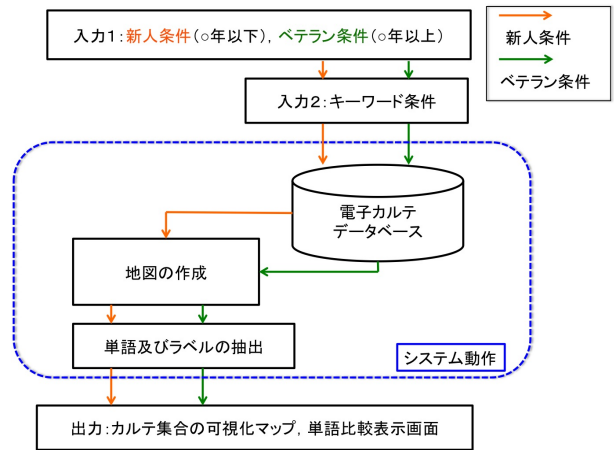 入力1：新人条件(○年以下)，ベテラン条件(○年以上)
新人条件
ベテラン条件
入力2：キーワード条件
電子カルテ
データベース
地図の作成
単語及びラベルの抽出
システム動作
出力：カルテ集合の可視化マップ，単語比較表示画面